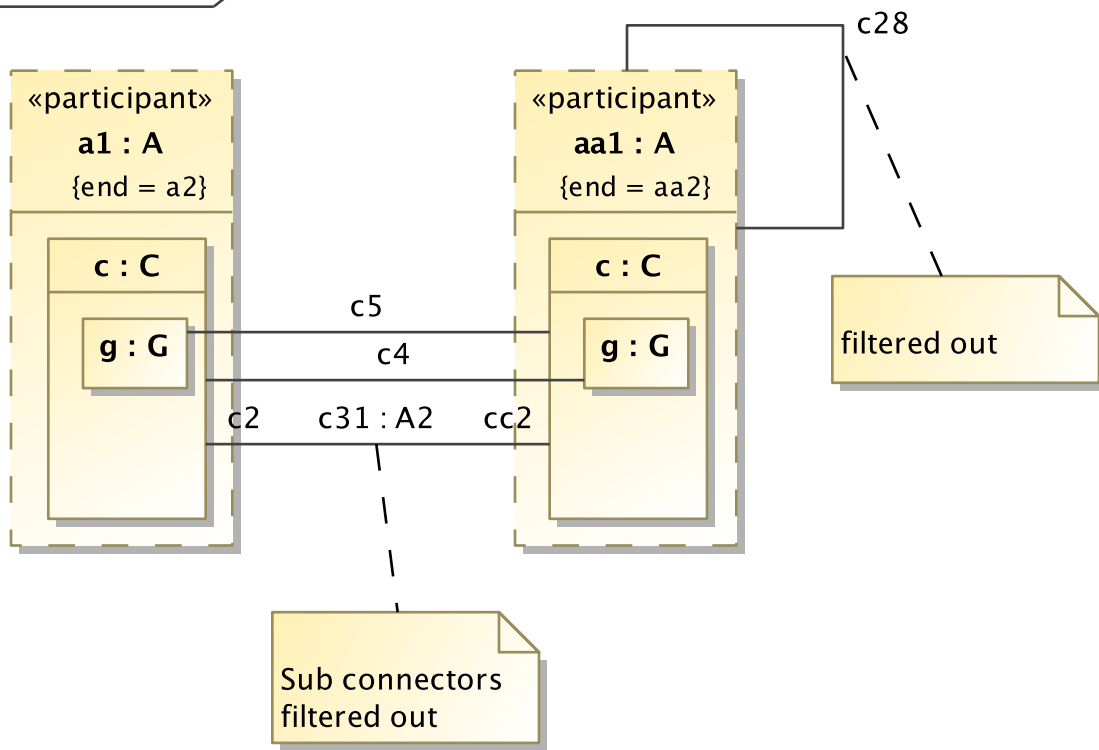 c28
«participant»
a1 : A
{end = a2}
«participant»
aa1 : A
{end = aa2}
c : C
c : C
c5
g : G
g : G
c4
filtered out
c2
c31 : A2
cc2
Sub connectors
filtered out